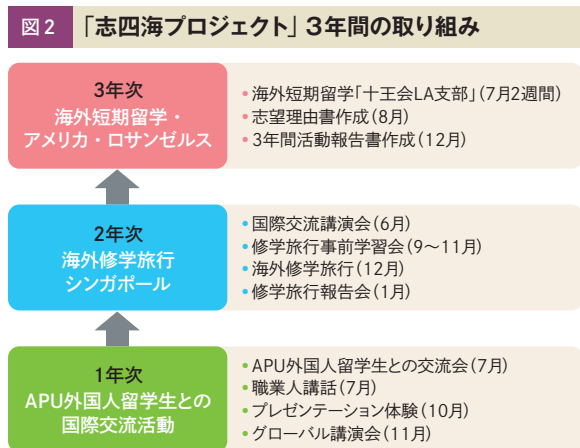 図2 「志四海プロジェクト」3年間の取り組み
3年次
海外短期留学・
アメリカ・ロサンゼルス
•海外短期留学「十王会LA支部」(7月2週間)
•志望理由書作成(8月)
•3年間活動報告書作成(12月)
2年次
海外修学旅行
シンガポール
•国際交流講演会(6月)
•修学旅行事前学習会(9〜11月)
•海外修学旅行(12月)
•修学旅行報告会(1月)
1年次
APU外国人留学生との
国際交流活動
•APU外国人留学生との交流会(7月)
•職業人講話(7月)
•プレゼンテーション体験(10月)
•グローバル講演会(11月)